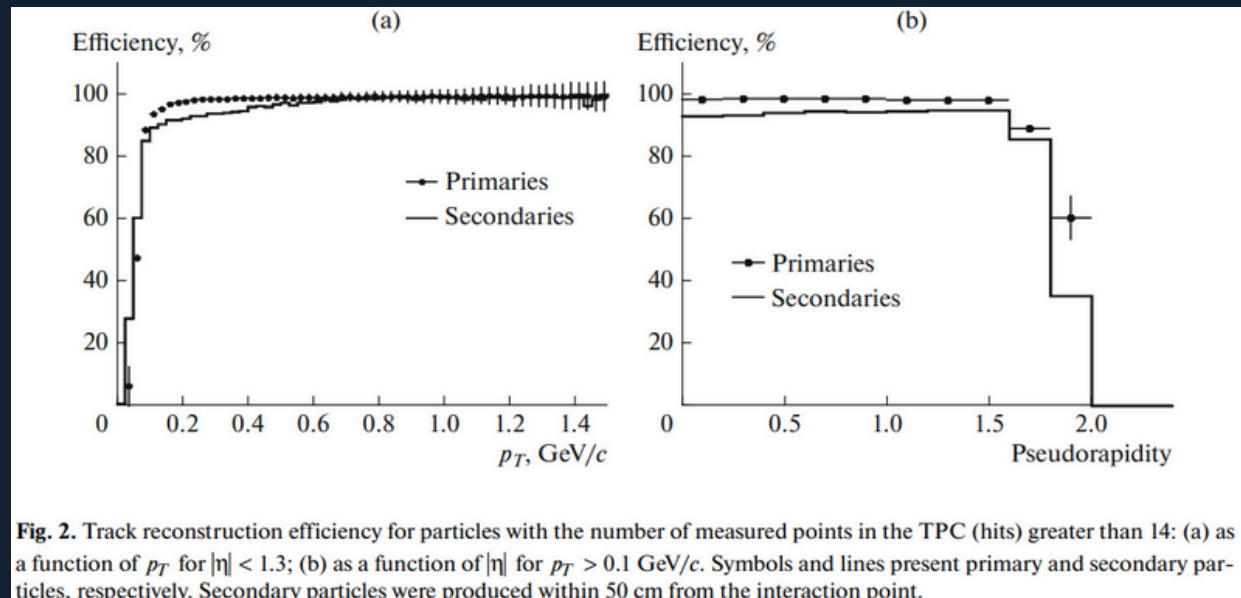 (a)
Efficiency, %
100
80
60
40
20
0
0.2
0.4
0.6
0.8
1.0
1.2
1.4
p_T, GeV/c
Primaries
Secondaries
(b)
Efficiency, %
100
80
60
40
20
0
0.5
1.0
1.5
2.0
Pseudorapidity
Primaries
Secondaries
Fig. 2. Track reconstruction efficiency for particles with the number of measured points in the TPC (hits) greater than 14: (a) as
a function of p_T for |η| < 1.3; (b) as a function of |η| for p_T > 0.1 GeV/c. Symbols and lines present primary and secondary par-
ticles, respectively. Secondary particles were produced within 50 cm from the interaction point.